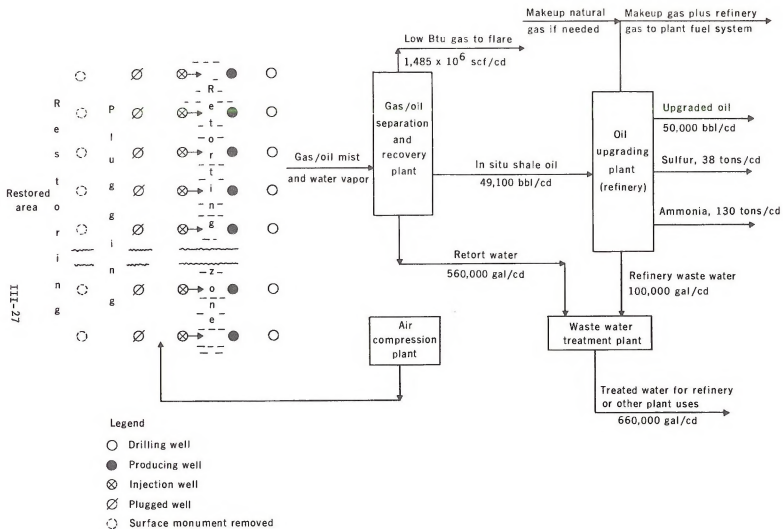 Makeup natural
gas if needed
Makeup gas plus refinery
gas to plant fuel system
Low Btu gas to flare
1,485 x 10⁶ scf/cd
Restoring
Plugging
Retorting zone
Restored
area
Gas/oil mist
and water vapor
Gas/oil
separation
and
recovery
plant
In situ shale oil
49,100 bbl/cd
Oil
upgrading
plant
(refinery)
Upgraded oil
50,000 bbl/cd
Sulfur, 38 tons/cd
Ammonia, 130 tons/cd
Retort water
560,000 gal/cd
Refinery waste water
100,000 gal/cd
Air
compression
plant
Waste water
treatment plant
Treated water for refinery
or other plant uses
660,000 gal/cd
III-27
Legend
Drilling well
Producing well
Injection well
Plugged well
Surface monument removed